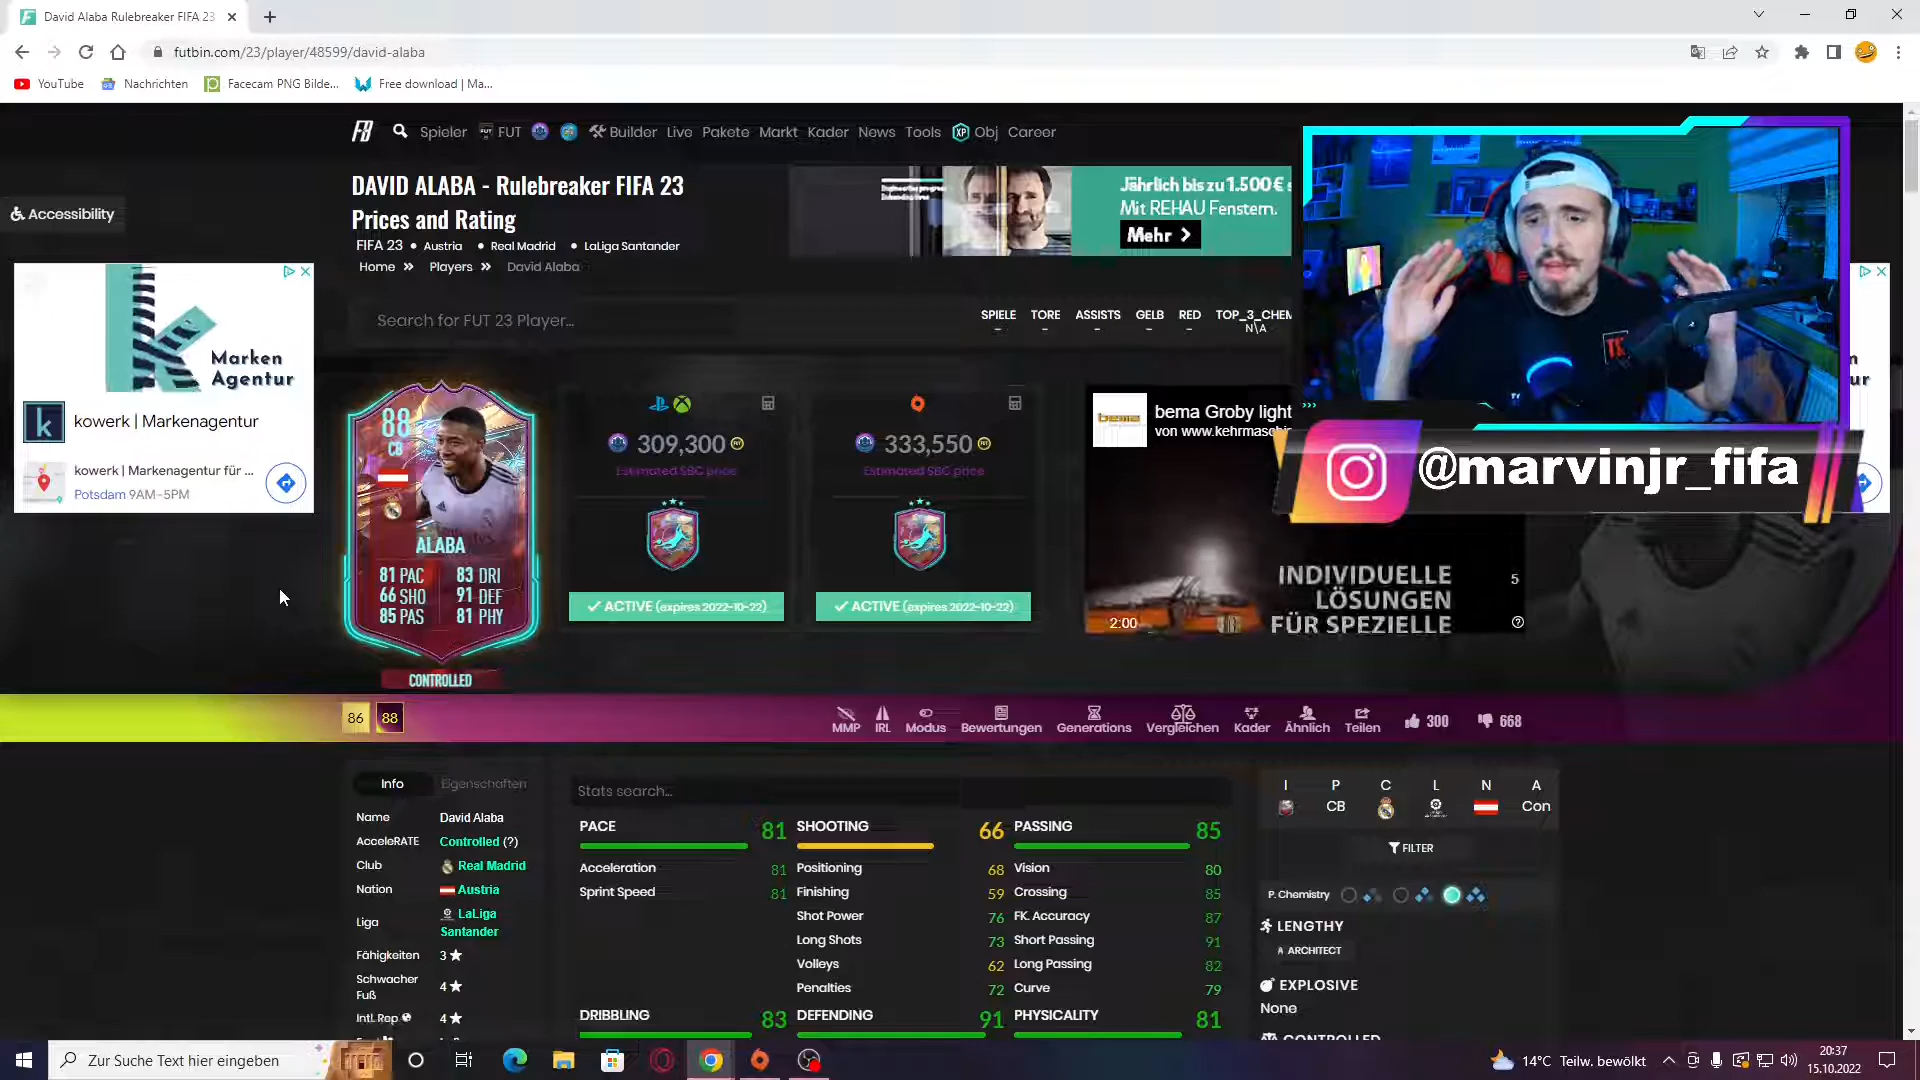 David Alaba Rulebreaker FIFA 23
futbin.com/23/player/48599/david-alaba
YouTube
Nachrichten
Facecam PNG Bilde...
Free download | Ma...
Spieler
FUT
Builder
Live
Pakete
Markt
Kader
News
Tools
XP
Obj
Career
DAVID ALABA - Rulebreaker FIFA 23
Prices and Rating
FIFA 23 • Austria • Real Madrid • LaLiga Santander
Home » Players » David Alaba
Accessibility
Jährlich bis zu 1.500 € s
Mit REHAU Fenstern.
Mehr
Search for FUT 23 Player...
SPIELE TORE ASSISTS GELB RED TOP_3_CHEM
– – – – – N\A
Marken
Agentur
k
kowerk | Markenagentur
kowerk | Markenagentur für ...
Potsdam 9AM–5PM
88
CB
ALABA
81 PAC 83 DRI
66 SHO 91 DEF
85 PAS 81 PHY
CONTROLLED
309,300
Estimated SBC price
ACTIVE (expires 2022-10-22)
333,550
Estimated SBC price
ACTIVE (expires 2022-10-22)
bema Groby light
von www.kehrmaschi
INDIVIDUELLE
LÖSUNGEN
FÜR SPEZIELLE
2:00
5
@marvinjr_fifa
ur
86 88
MMP IRL Modus Bewertungen Generations Vergleichen Kader Ähnlich Teilen 300 668
Info Eigenschaften
Name David Alaba
AcceleRATE Controlled (?)
Club Real Madrid
Nation Austria
Liga LaLiga
Santander
Fähigkeiten 3
Schwacher
Fuß 4
Intl. Rep 4
Stats search...
PACE 81
Acceleration 81
Sprint Speed 81
SHOOTING 66
Positioning 68
Finishing 59
Shot Power 76
Long Shots 73
Volleys 62
Penalties 72
PASSING 85
Vision 80
Crossing 85
FK. Accuracy 87
Short Passing 91
Long Passing 82
Curve 79
DRIBBLING 83
DEFENDING 91
PHYSICALITY 81
I P C L N A
CB Con
FILTER
P. Chemistry
LENGTHY
ARCHITECT
EXPLOSIVE
None
CONTROLLED
Zur Suche Text hier eingeben
14°C Teilw. bewölkt
20:37
15.10.2022